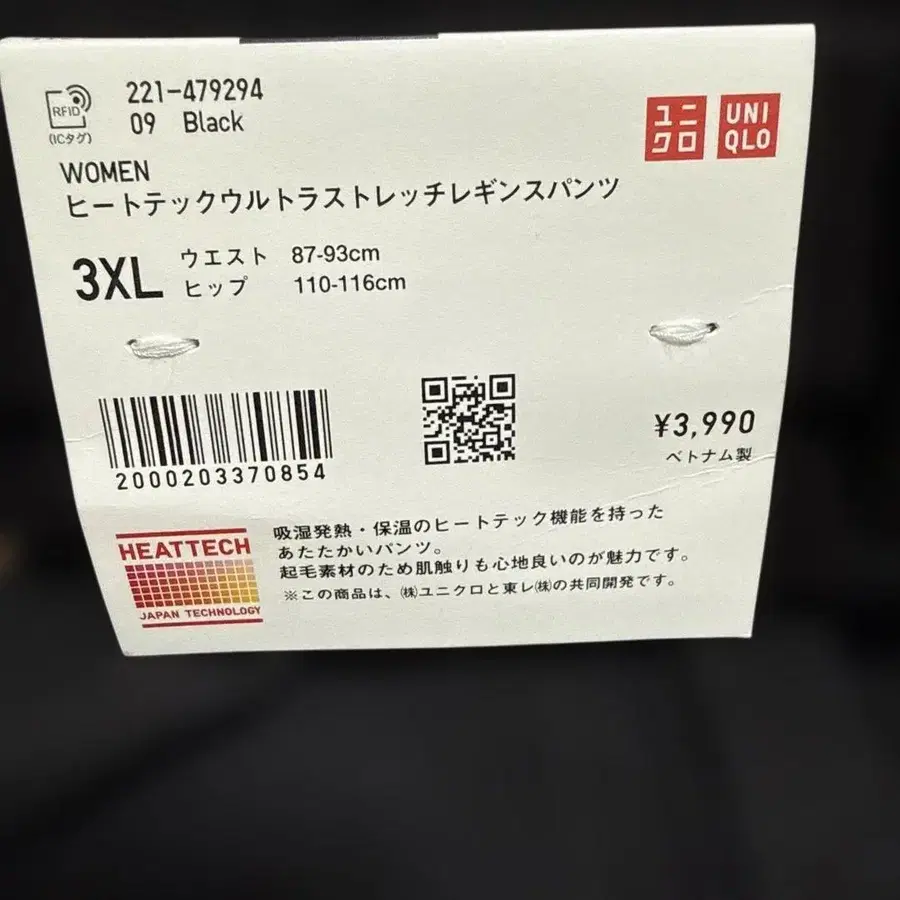 RFID
(ICタグ)
221-479294
09 Black
ユニクロ
UNIQLO
WOMEN
ヒートテックウルトラストレッチレギンスパンツ
3XL
ウエスト 87-93cm
ヒップ 110-116cm
2000203370854
¥3,990
ベトナム製
HEATTECH
JAPAN TECHNOLOGY
吸湿発熱・保温のヒートテック機能を持った
あたたかいパンツ。
起毛素材のため肌触りも心地良いのが魅力です。
※この商品は、㈱ユニクロと東レ㈱の共同開発です。